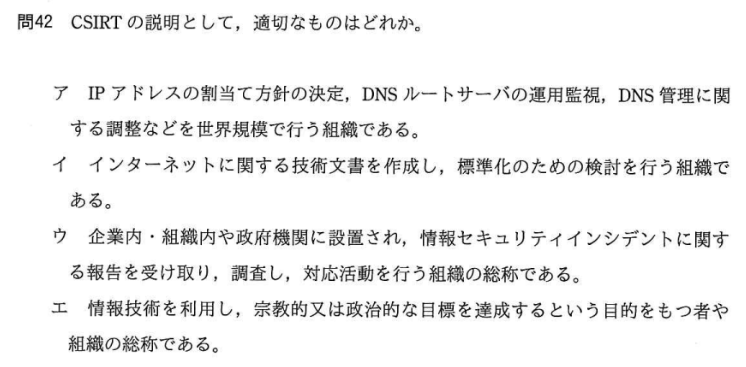 問42　CSIRT の説明として，適切なものはどれか。
ア　IP アドレスの割当て方針の決定，DNS ルートサーバの運用監視，DNS 管理に関
する調整などを世界規模で行う組織である。
イ　インターネットに関する技術文書を作成し，標準化のための検討を行う組織で
ある。
ウ　企業内・組織内や政府機関に設置され，情報セキュリティインシデントに関す
る報告を受け取り，調査し，対応活動を行う組織の総称である。
エ　情報技術を利用し，宗教的又は政治的な目標を達成するという目的をもつ者や
組織の総称である。